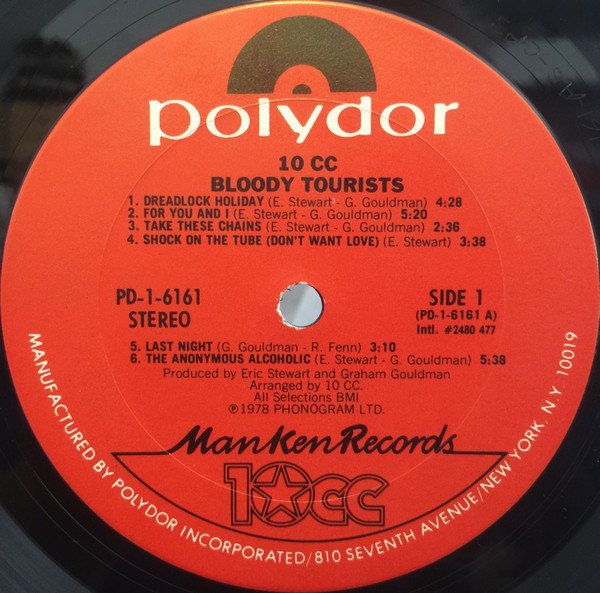 polydor
10 CC
BLOODY TOURISTS
1. DREADLOCK HOLIDAY (E. Stewart - G. Gouldman) 4:28
2. FOR YOU AND I (E. Stewart - G. Gouldman) 5:20
3. TAKE THESE CHAINS (E. Stewart - G. Gouldman) 2:36
4. SHOCK ON THE TUBE (DON'T WANT LOVE) (E. Stewart) 3:38
PD-1-6161
STEREO
SIDE 1
(PD-1-6161 A)
Intl. #2480 477
5. LAST NIGHT (G. Gouldman - R. Fenn) 3:10
6. THE ANONYMOUS ALCOHOLIC (E. Stewart - G. Gouldman) 5:38
Produced by Eric Stewart and Graham Gouldman
Arranged by 10 CC.
All Selections BMI
℗1978 PHONOGRAM LTD.
ManKen Records
10CC
MANUFACTURED BY POLYDOR INCORPORATED/810 SEVENTH AVENUE/NEW YORK. N.Y. 10019